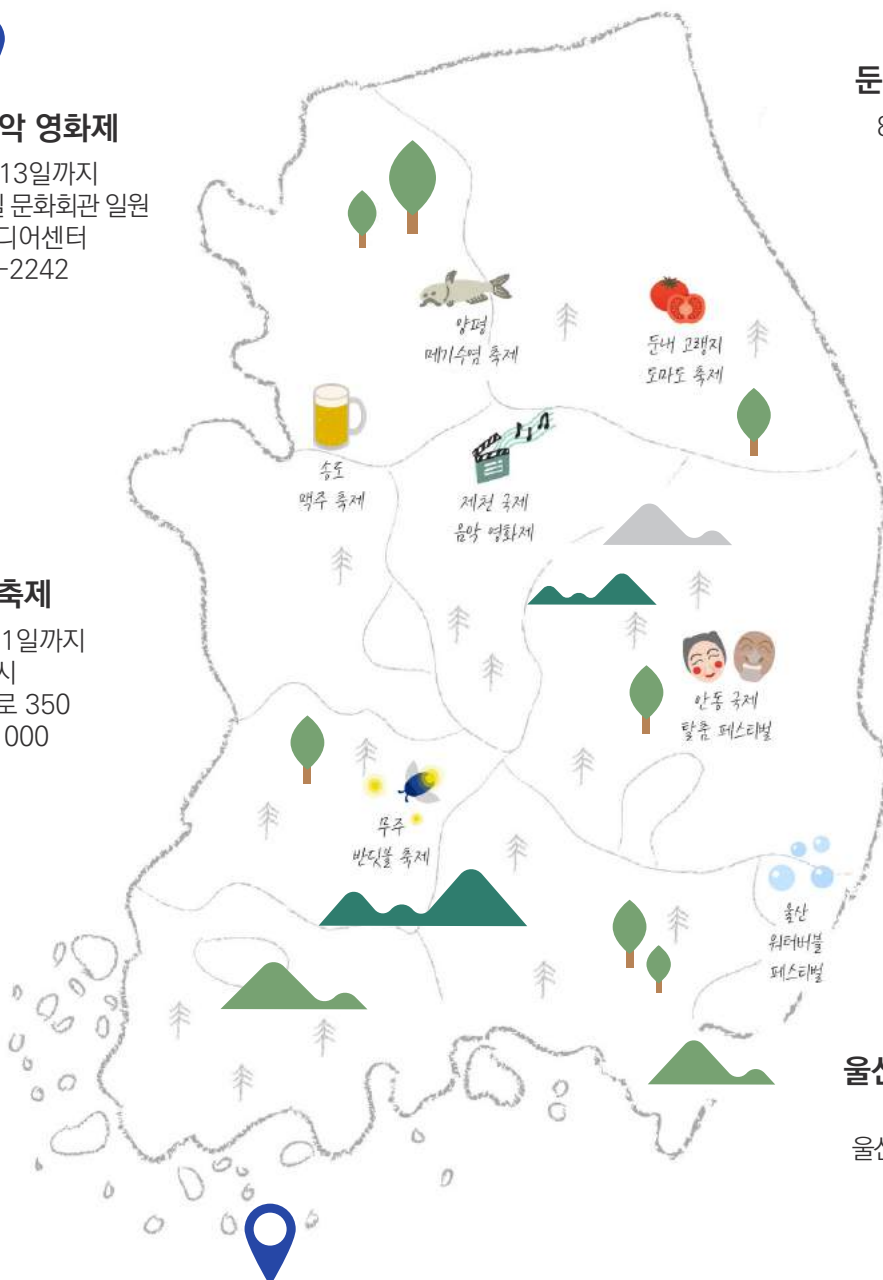 악 영화제
13일까지
문화회관 일원
디어센터
-2242
둔
양평
메기수염 축제
둔내 고랭지
토마토 축제
송도
맥주 축제
제천 국제
음악 영화제
축제
1일까지
시
로 350
1000
안동 국제
탈춤 페스티벌
무주
반딧불 축제
울산
워터버블
페스티벌
울산
울산